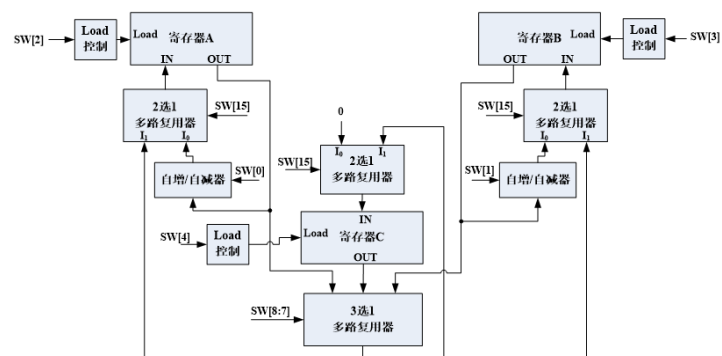 SW[2]
Load
控制
Load
寄存器A
IN
OUT
寄存器B
Load
OUT
IN
Load
控制
SW[3]
2选1
多路复用器
I₁
I₀
SW[15]
0
SW[15]
2选1
多路复用器
I₀
I₁
SW[15]
I₀
I₁
2选1
多路复用器
自增/自减器
SW[0]
SW[1]
自增/自减器
SW[4]
Load
控制
Load
IN
寄存器C
OUT
SW[8:7]
3选1
多路复用器